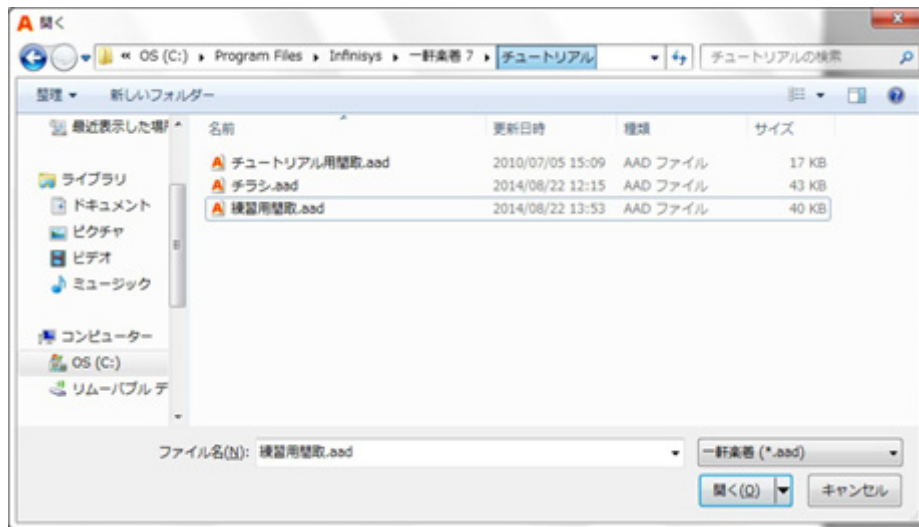 開く
« OS (C:) ▸ Program Files ▸ Infinisys ▸ 一軒楽善 7 ▸ チュートリアル
チュートリアルの検索
整理 新しいフォルダー
最近表示した場所
名前 更新日時 種類 サイズ
チュートリアル用間取.aad 2010/07/05 15:09 AAD ファイル 17 KB
チラシ.aad 2014/08/22 12:15 AAD ファイル 43 KB
練習用間取.aad 2014/08/22 13:53 AAD ファイル 40 KB
ライブラリ
ドキュメント
ピクチャ
ビデオ
ミュージック
コンピューター
OS (C:)
リムーバブル デ
ファイル名(N): 練習用間取.aad
一軒楽善 (*.aad)
開く(O) キャンセル